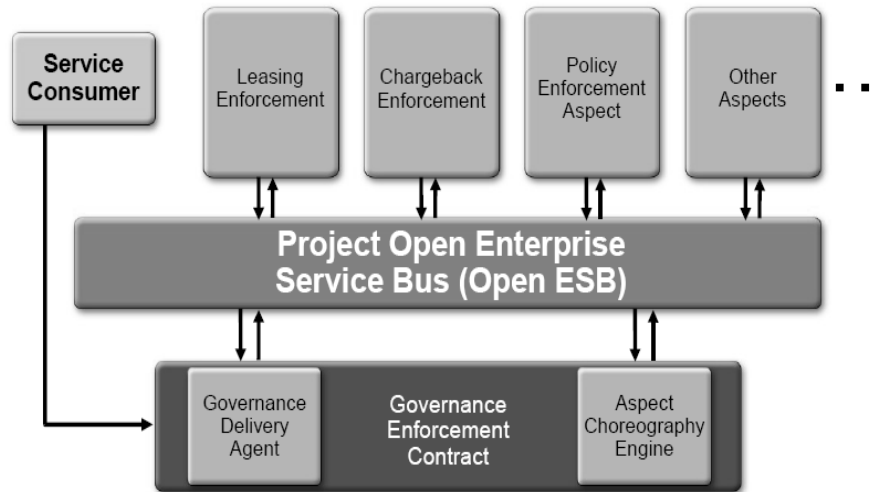 Service
Consumer
Leasing
Enforcement
Chargeback
Enforcement
Policy
Enforcement
Aspect
Other
Aspects
Project Open Enterprise
Service Bus (Open ESB)
Governance
Delivery
Agent
Governance
Enforcement
Contract
Aspect
Choreography
Engine